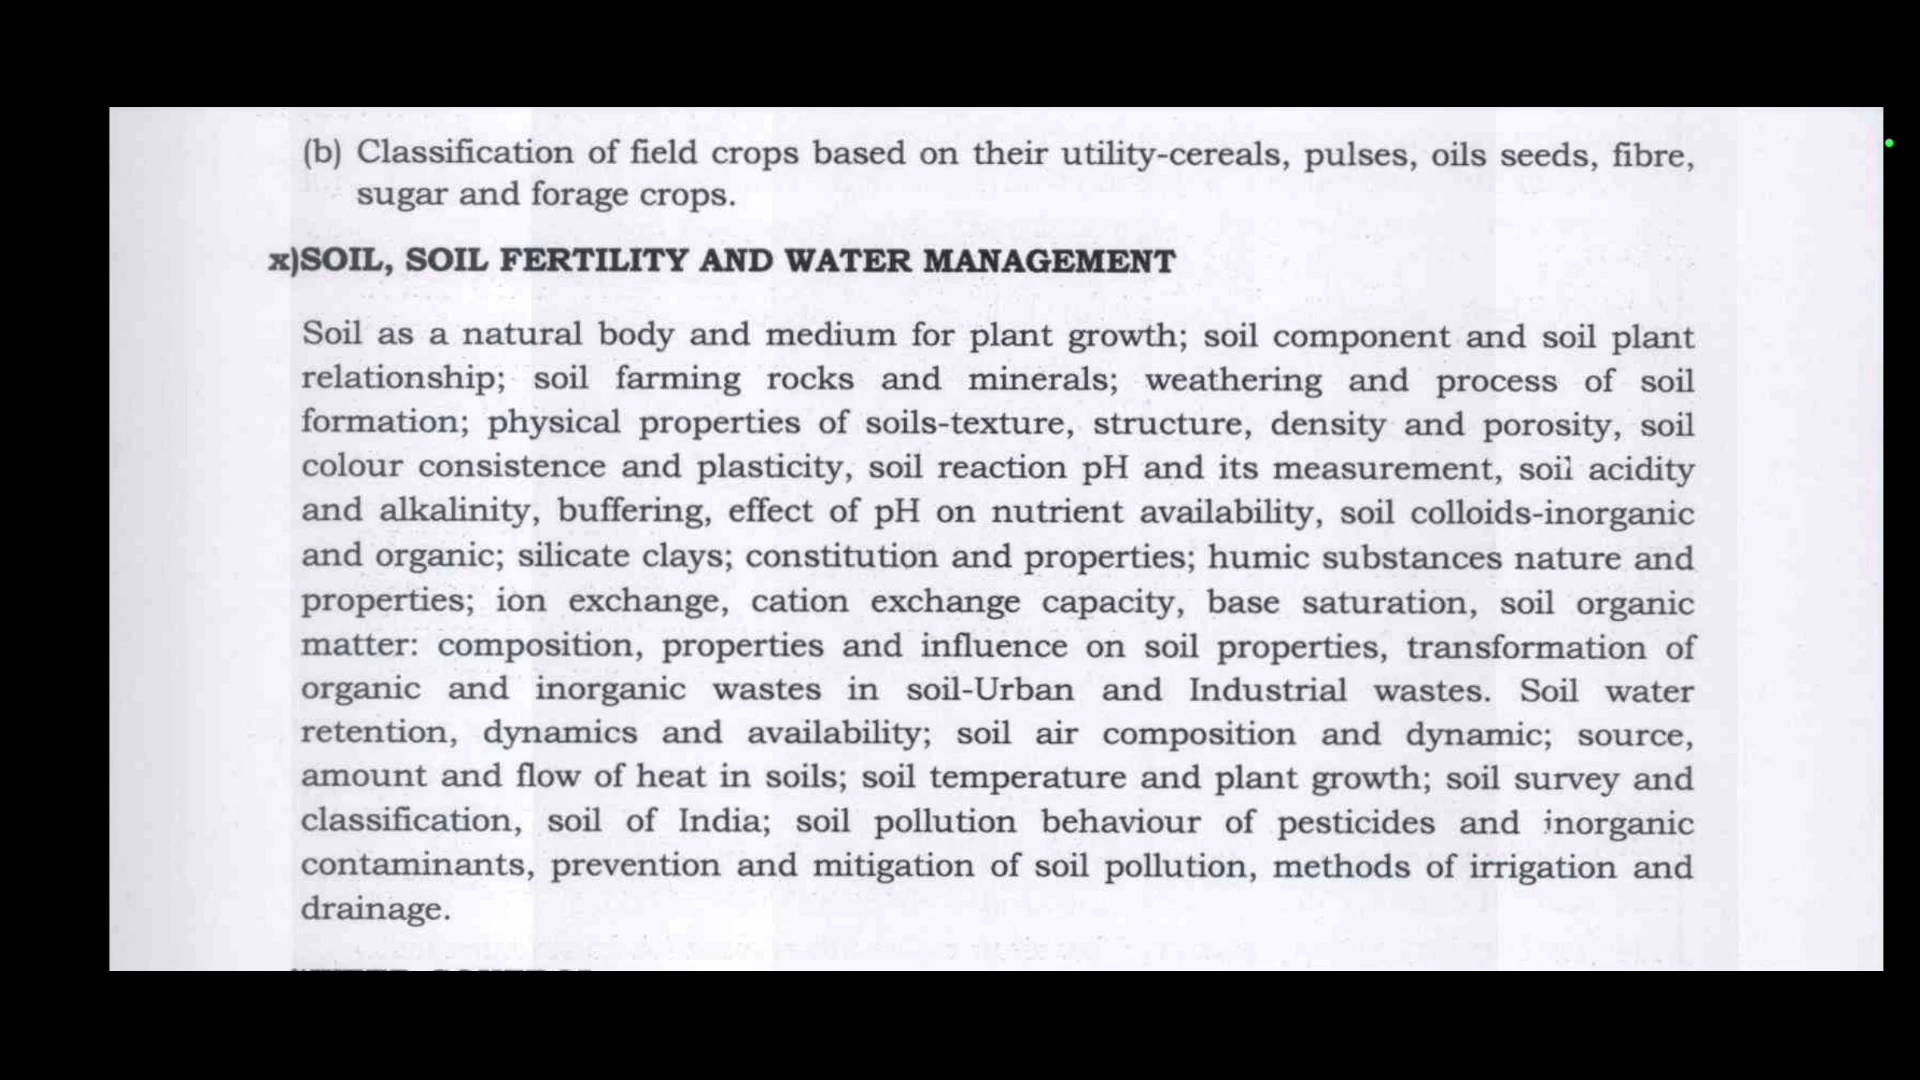 (b) Classification of field crops based on their utility-cereals, pulses, oils seeds, fibre,
sugar and forage crops.
x)SOIL, SOIL FERTILITY AND WATER MANAGEMENT
Soil as a natural body and medium for plant growth; soil component and soil plant
relationship; soil farming rocks and minerals; weathering and process of soil
formation; physical properties of soils-texture, structure, density and porosity, soil
colour consistence and plasticity, soil reaction pH and its measurement, soil acidity
and alkalinity, buffering, effect of pH on nutrient availability, soil colloids-inorganic
and organic; silicate clays; constitution and properties; humic substances nature and
properties; ion exchange, cation exchange capacity, base saturation, soil organic
matter: composition, properties and influence on soil properties, transformation of
organic and inorganic wastes in soil-Urban and Industrial wastes. Soil water
retention, dynamics and availability; soil air composition and dynamic; source,
amount and flow of heat in soils; soil temperature and plant growth; soil survey and
classification, soil of India; soil pollution behaviour of pesticides and inorganic
contaminants, prevention and mitigation of soil pollution, methods of irrigation and
drainage.